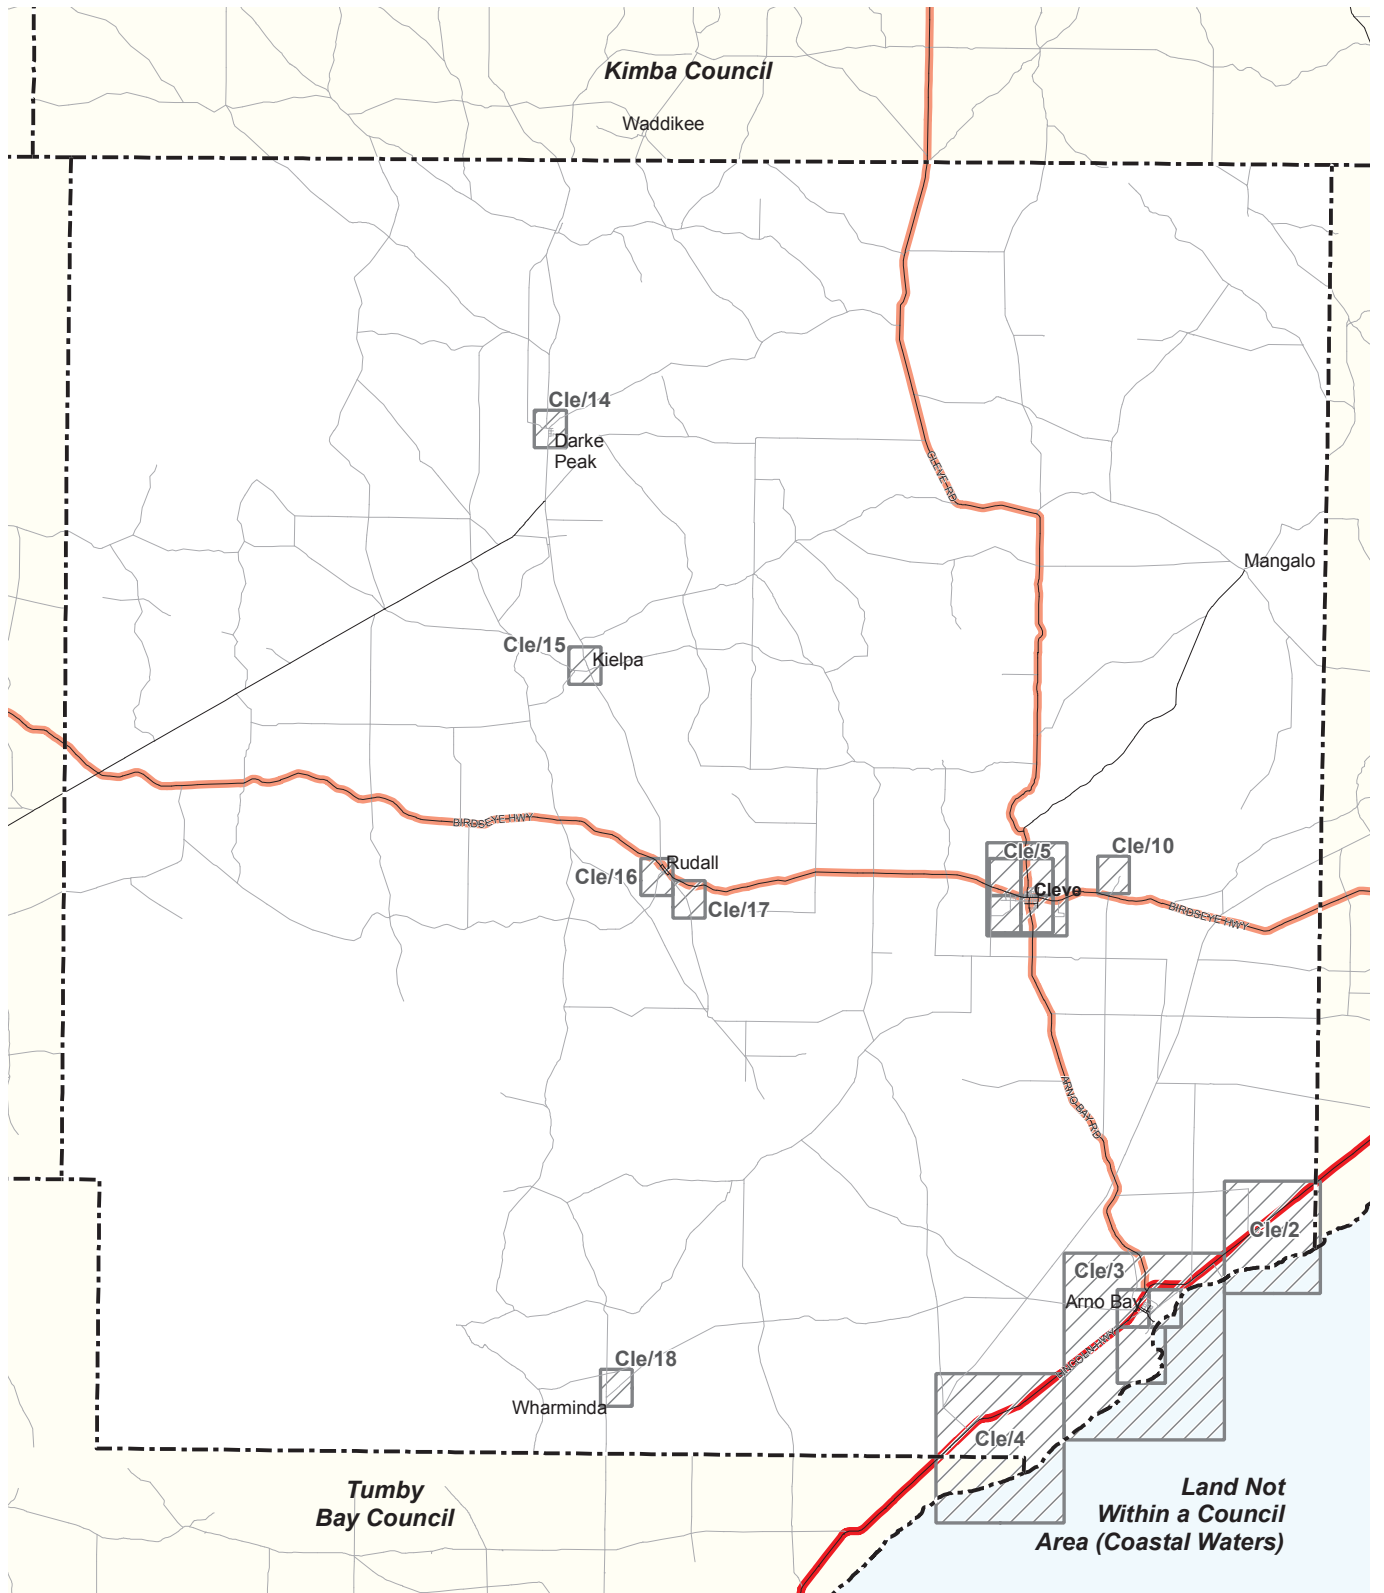 Kimba Council
Waddikee
Cle/14
Darke
Peak
CLEVE RD
Mangalo
Cle/15
Kielpa
BIRDSEYE HWY
Rudall
Cle/16
Cle/17
Cle/5
Cle/10
Cleve
BIRDSEYE HWY
ARNO BAY RD
Cle/2
Cle/3
Arno Bay
LINCOLN HWY
Cle/18
Wharminda
Cle/4
Tumby
Bay Council
Land Not
Within a Council
Area (Coastal Waters)